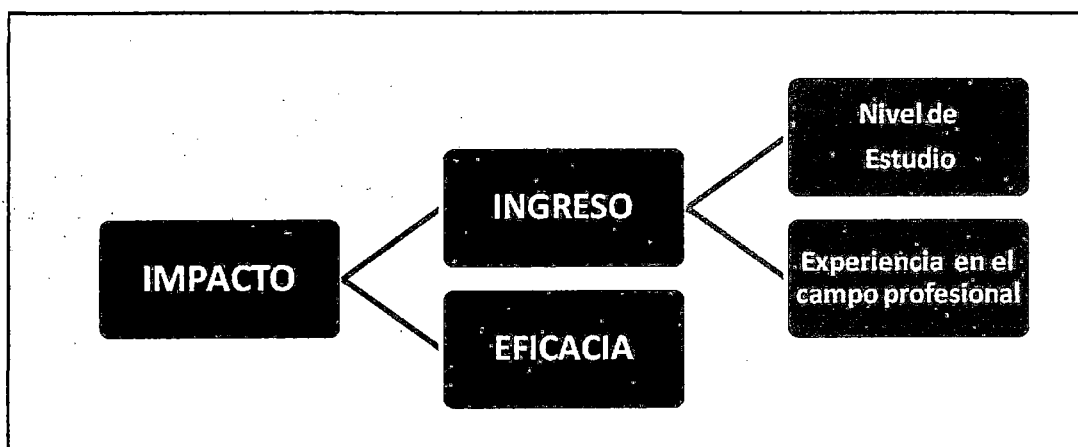 IMPACTO
INGRESO
EFICACIA
Nivel de
Estudio
Experiencia en el
campo profesional